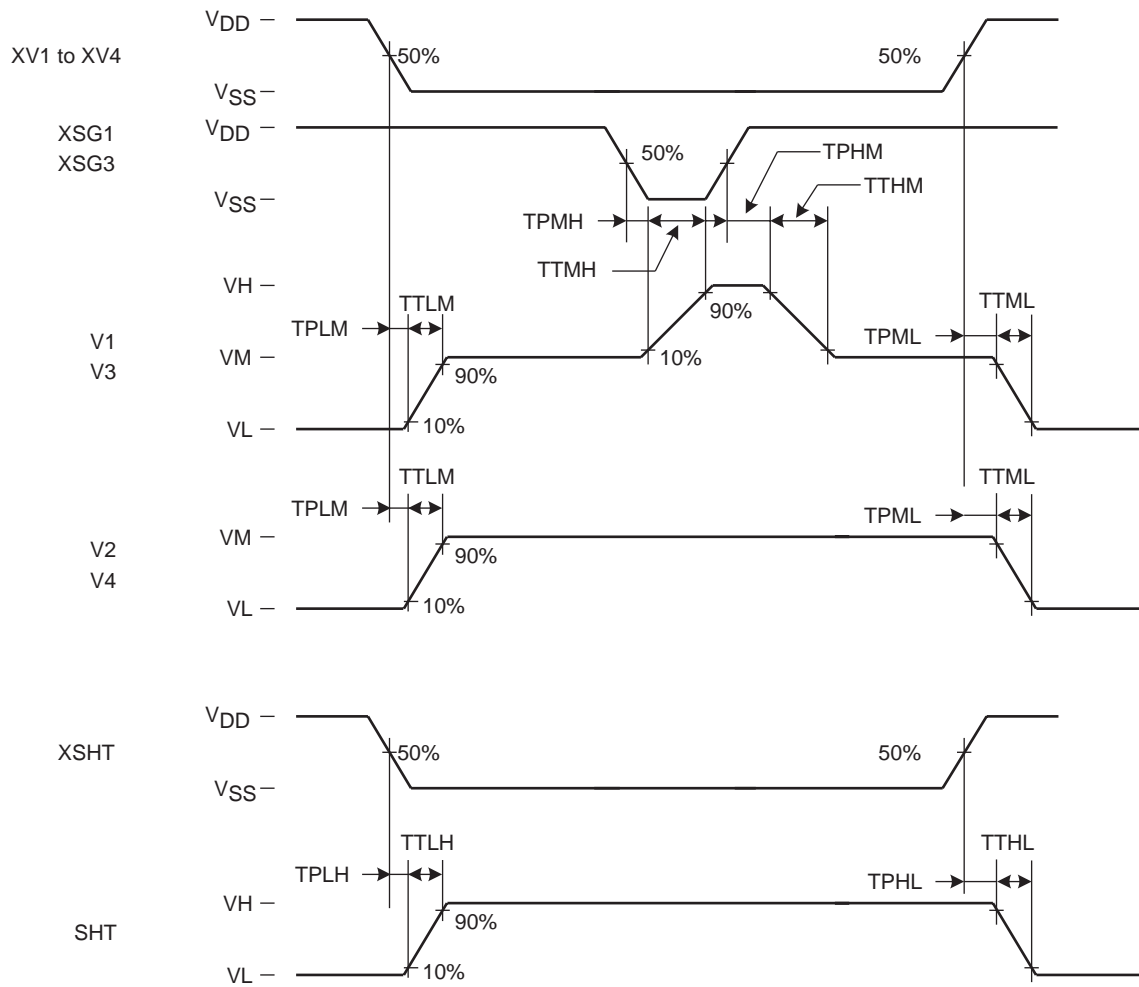 VDD
XV1 to XV4
50%
50%
VSS
XSG1
XSG3
VDD
50%
TPHM
TTHM
VSS
TPMH
TTMH
VH
TTLM
90%
TTML
V1
V3
TPLM
TPML
VM
90%
10%
VL
10%
TTLM
TTML
TPLM
TPML
V2
V4
VM
90%
VL
10%
VDD
XSHT
50%
50%
VSS
TTLH
TTHL
TPLH
TPHL
VH
90%
SHT
VL
10%